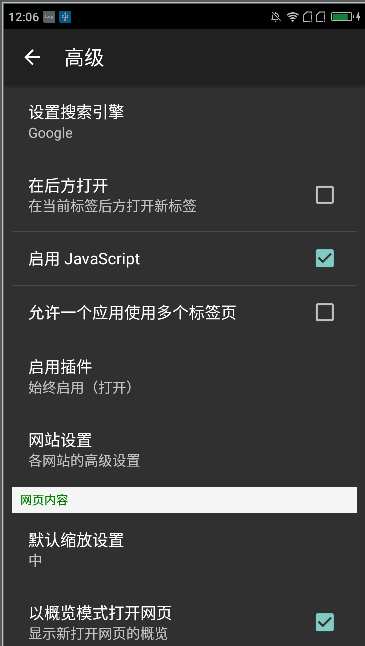 12:06
高级
设置搜索引擎
Google
在后方打开
在当前标签后方打开新标签
启用 JavaScript
允许一个应用使用多个标签页
启用插件
始终启用（打开）
网站设置
各网站的高级设置
网页内容
默认缩放设置
中
以概览模式打开网页
显示新打开网页的概览